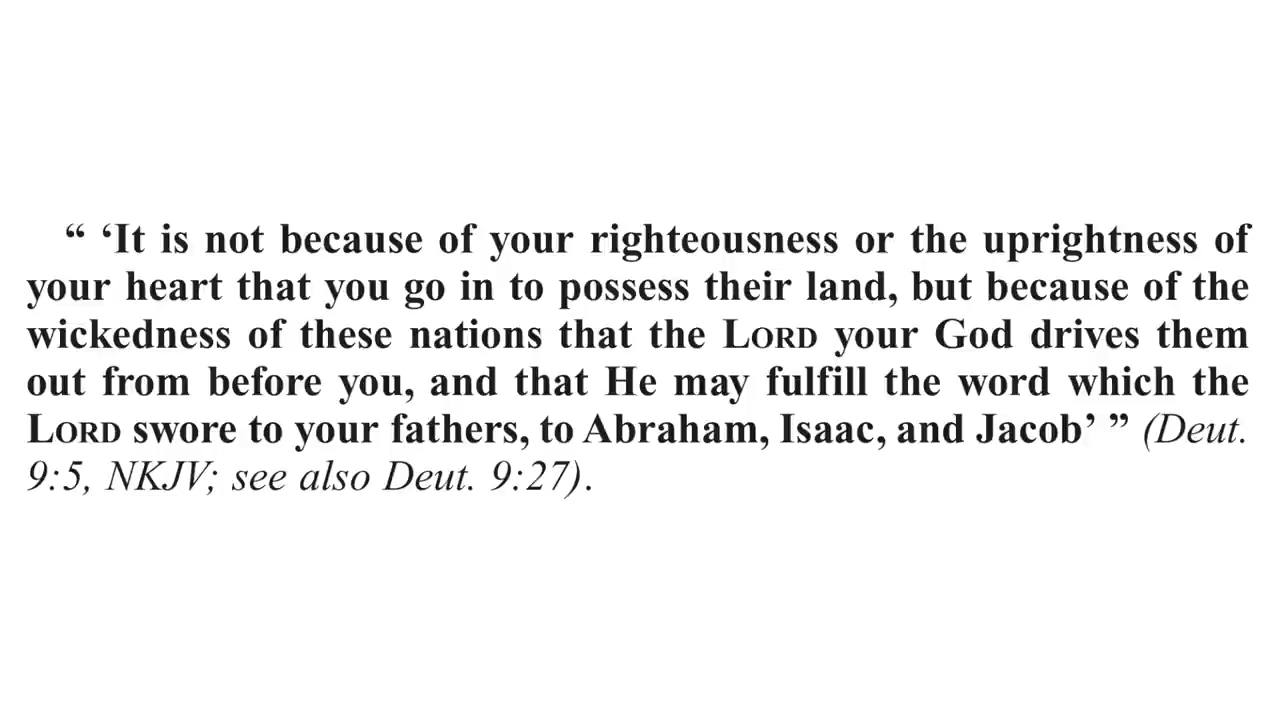 “ ‘It is not because of your righteousness or the uprightness of
your heart that you go in to possess their land, but because of the
wickedness of these nations that the LORD your God drives them
out from before you, and that He may fulfill the word which the
LORD swore to your fathers, to Abraham, Isaac, and Jacob’ ” (Deut.
9:5, NKJV; see also Deut. 9:27).